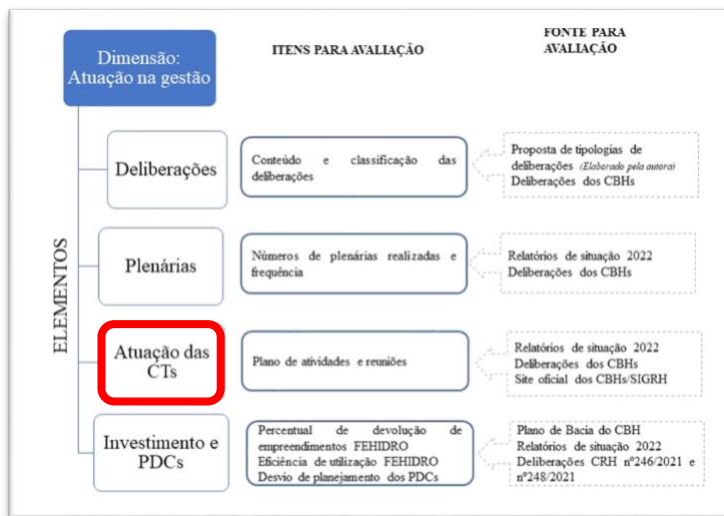 Dimensão:
Atuação na gestão
ITENS PARA AVALIAÇÃO
FONTE PARA
AVALIAÇÃO
ELEMENTOS
Deliberações
Conteúdo e classificação das
deliberações
Proposta de tipologias de
deliberações (Elaborado pela autora)
Deliberações dos CBHs
Plenárias
Números de plenárias realizadas e
frequência
Relatórios de situação 2022
Deliberações dos CBHs
Atuação das
CTs
Plano de atividades e reuniões
Relatórios de situação 2022
Deliberações dos CBHs
Site oficial dos CBHs/SIGRH
Investimento e
PDCs
Percentual de devolução de
empreendimentos FEHIDRO
Eficiência de utilização FEHIDRO
Desvio de planejamento dos PDCs
Plano de Bacia do CBH
Relatórios de situação 2022
Deliberações CRH nº246/2021 e
nº248/2021